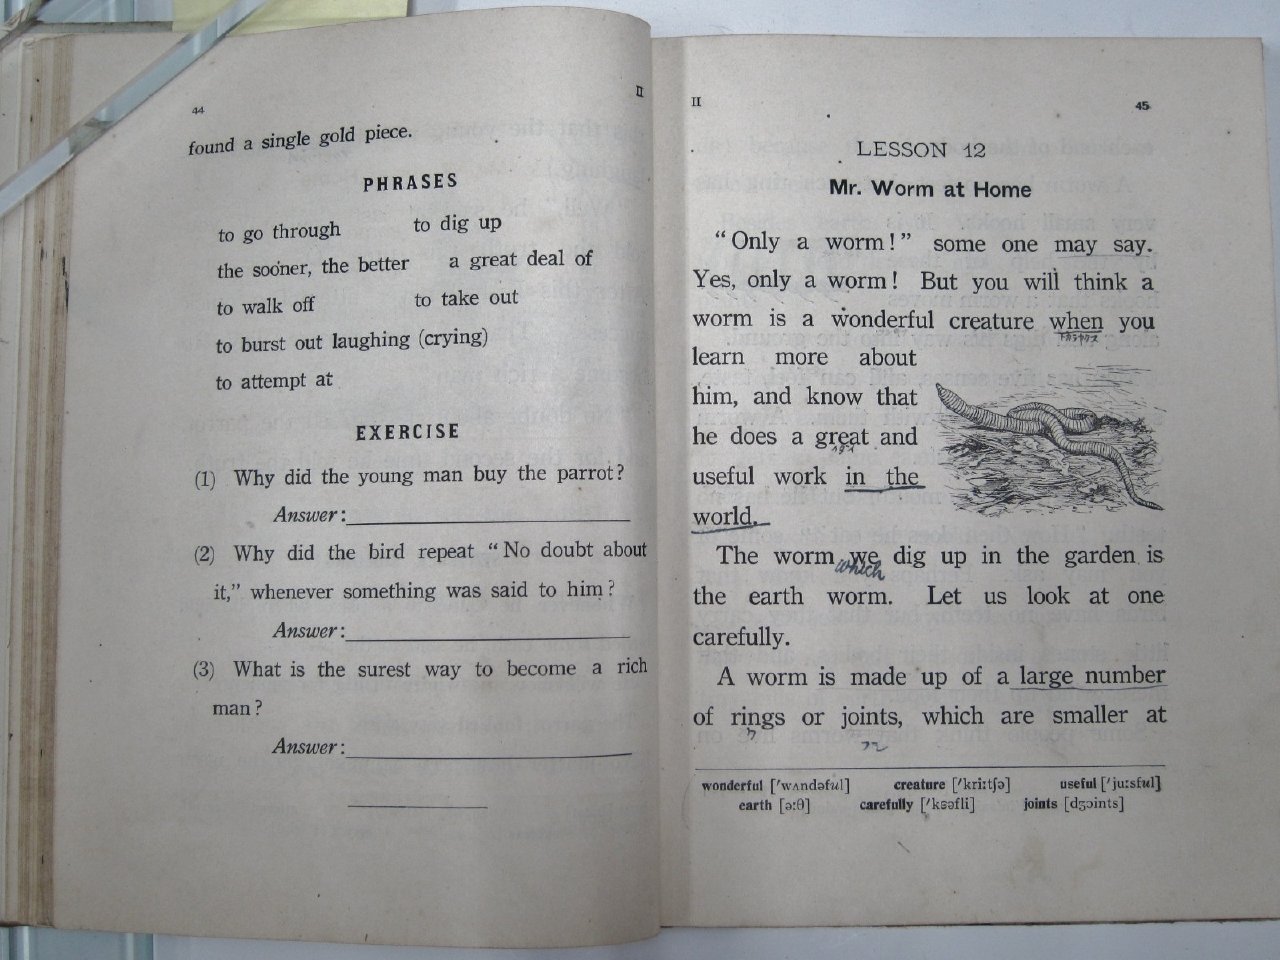 44 II
found a single gold piece.
PHRASES
to go through to dig up
the sooner, the better a great deal of
to walk off to take out
to burst out laughing (crying)
to attempt at
EXERCISE
(1) Why did the young man buy the parrot?
Answer:
(2) Why did the bird repeat "No doubt about
it," whenever something was said to him?
Answer:
(3) What is the surest way to become a rich
man?
Answer:
II 45
LESSON 12
Mr. Worm at Home
"Only a worm!" some one may say.
Yes, only a worm! But you will think a
worm is a wonderful creature when you
learn more about
him, and know that
he does a great and
useful work in the
world.
The worm we dig up in the garden is
which
the earth worm. Let us look at one
carefully.
A worm is made up of a large number
of rings or joints, which are smaller at
wonderful ['wʌndəful] creature ['kri:tʃə] useful ['ju:sful]
earth [ə:θ] carefully ['kɛəfli] joints [dʒɔints]